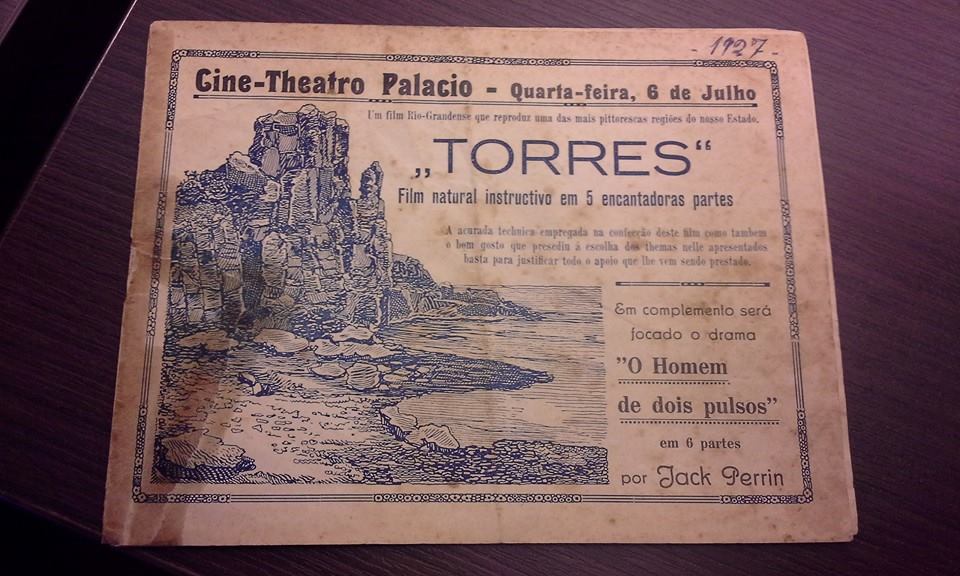 - 1927 -
Cine-Theatro Palacio - Quarta-feira, 6 de Julho
Um film Rio-Grandense que reproduz uma das mais pittorescas regiões do nosso Estado.
„TORRES“
Film natural instructivo em 5 encantadoras partes
A acurada technica empregada na confecção deste film como tambem
o bom gosto que presediu á escolha dos themas nelle apresentados
basta para justificar todo o apoio que lhe vem sendo prestado.
Em complemento será
focado o drama
"O Homem
de dois pulsos"
em 6 partes
por Jack Perrin